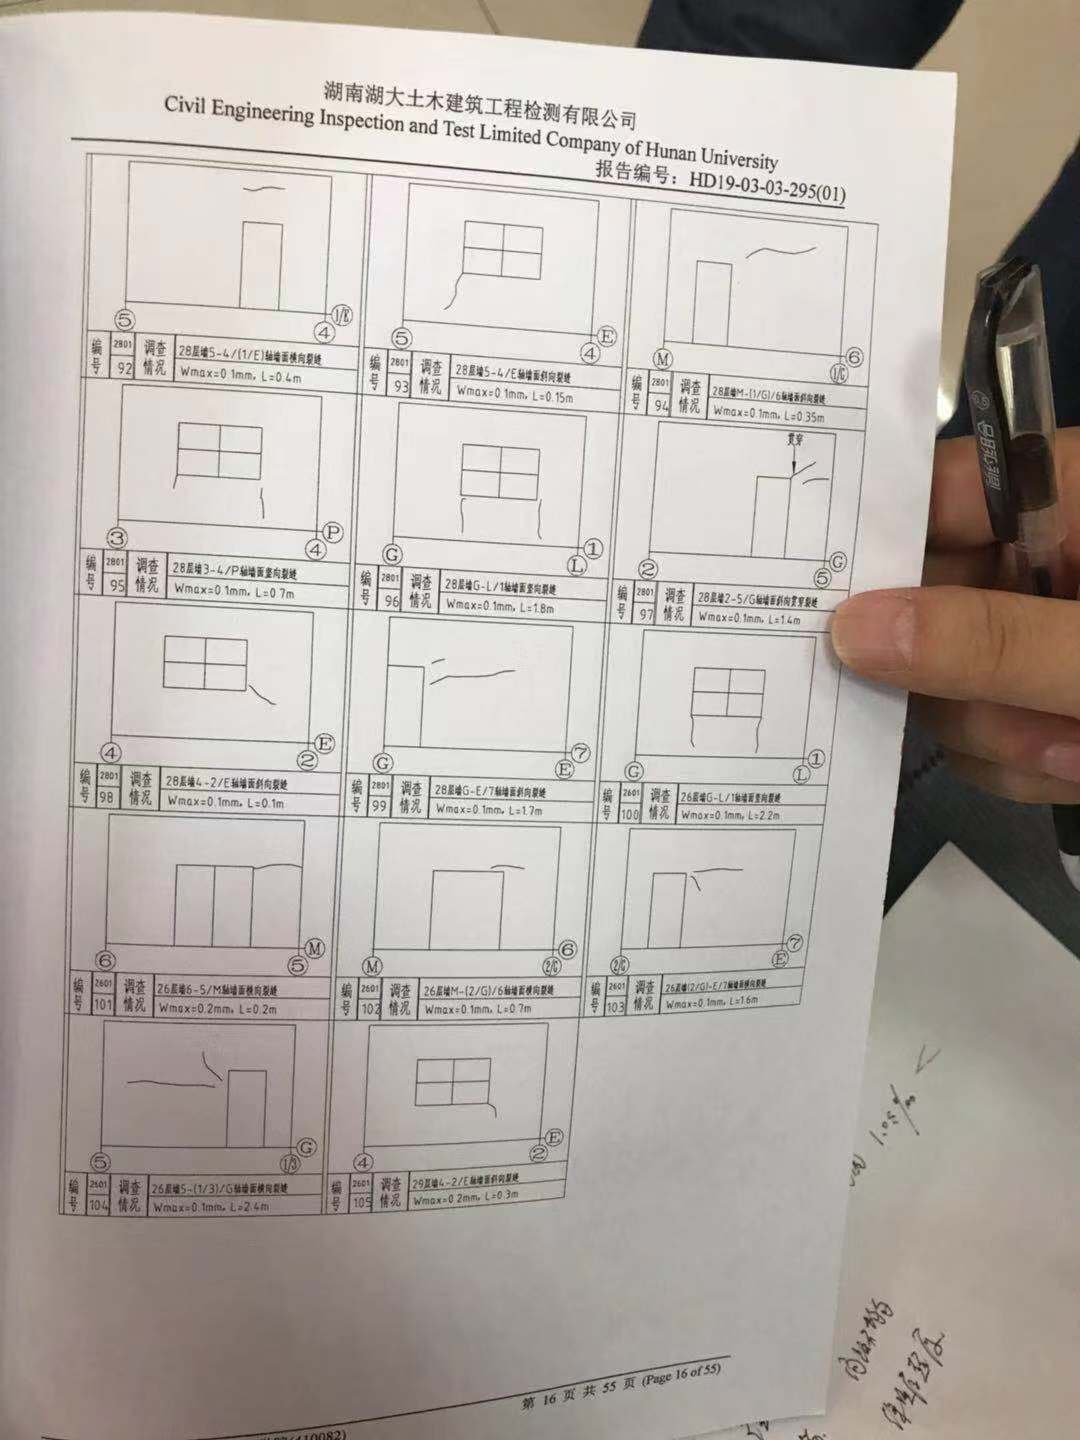 湖南湖大土木建筑工程检测有限公司
Civil Engineering Inspection and Test Limited Company of Hunan University
报告编号：HD19-03-03-295(01)
5 4 1/E
编号 2801 92 调查情况 28层墙5-4/(1/E)轴墙面横向裂缝
Wmax=0.1mm, L=0.4m
5 4 E
编号 2801 93 调查情况 28层墙5-4/E轴墙面斜向裂缝
Wmax=0.1mm, L=0.15m
M 1/G 6
编号 2801 94 调查情况 28层墙M-(1/G)/6轴墙面斜向裂缝
Wmax=0.1mm, L=0.35m
3 4 P
编号 2801 95 调查情况 28层墙3-4/P轴墙面竖向裂缝
Wmax=0.1mm, L=0.7m
G L 1
编号 2801 96 调查情况 28层墙G-L/1轴墙面竖向裂缝
Wmax=0.1mm, L=1.8m
贯穿
2 5 G
编号 2801 97 调查情况 28层墙2-5/G轴墙面斜向贯穿裂缝
Wmax=0.1mm, L=1.4m
4 2 E
编号 2801 98 调查情况 28层墙4-2/E轴墙面斜向裂缝
Wmax=0.1mm, L=0.1m
G E 7
编号 2801 99 调查情况 28层墙G-E/7轴墙面斜向裂缝
Wmax=0.1mm, L=1.7m
G L 1
编号 2601 100 调查情况 26层墙G-L/1轴墙面竖向裂缝
Wmax=0.1mm, L=2.2m
6 5 M
编号 2601 101 调查情况 26层墙6-5/M轴墙面横向裂缝
Wmax=0.2mm, L=0.2m
M 2/G 6
编号 2601 102 调查情况 26层墙M-(2/G)/6轴墙面横向裂缝
Wmax=0.1mm, L=0.7m
2/G E 7
编号 2601 103 调查情况 26层墙(2/G)-E/7轴墙面横向裂缝
Wmax=0.1mm, L=1.6m
5 1/3 G
编号 2601 104 调查情况 26层墙5-(1/3)/G轴墙面横向裂缝
Wmax=0.1mm, L=2.4m
4 2 E
编号 2601 105 调查情况 29层墙4-2/E轴墙面斜向裂缝
Wmax=0.2mm, L=0.3m
第 16 页 共 55 页 (Page 16 of 55)